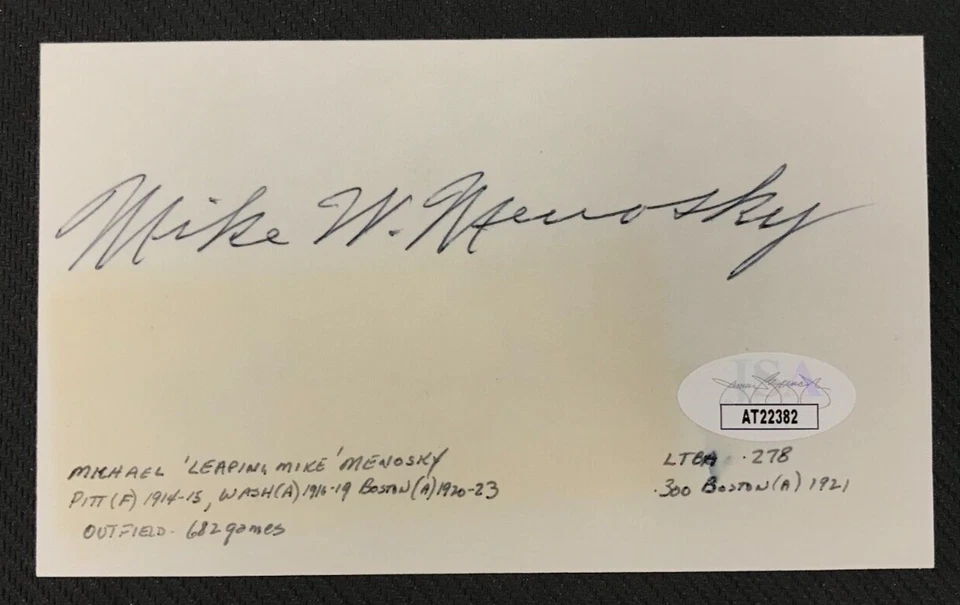 Mike W. Menosky
JSA
AT22382
MICHAEL 'LEAPING MIKE' MENOSKY
PITT(F) 1914-15, WASH(A) 1916-19 BOSTON(A) 1920-23
OUTFIELD - 682 games
LTBA .278
.300 BOSTON(A) 1921